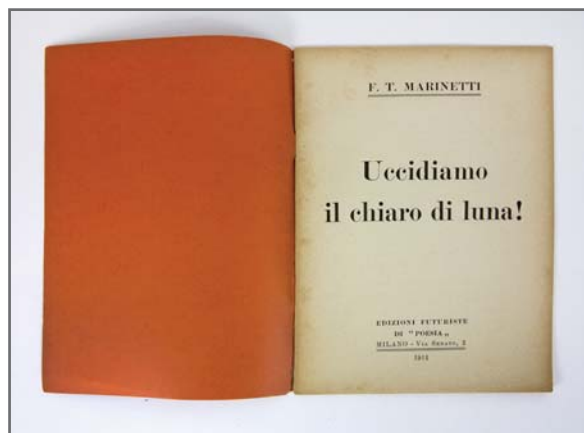 F. T. MARINETTI
Uccidiamo
il chiaro di luna!
EDIZIONI FUTURISTE
DI “ POESIA „
MILANO - Via Senato, 2
1911